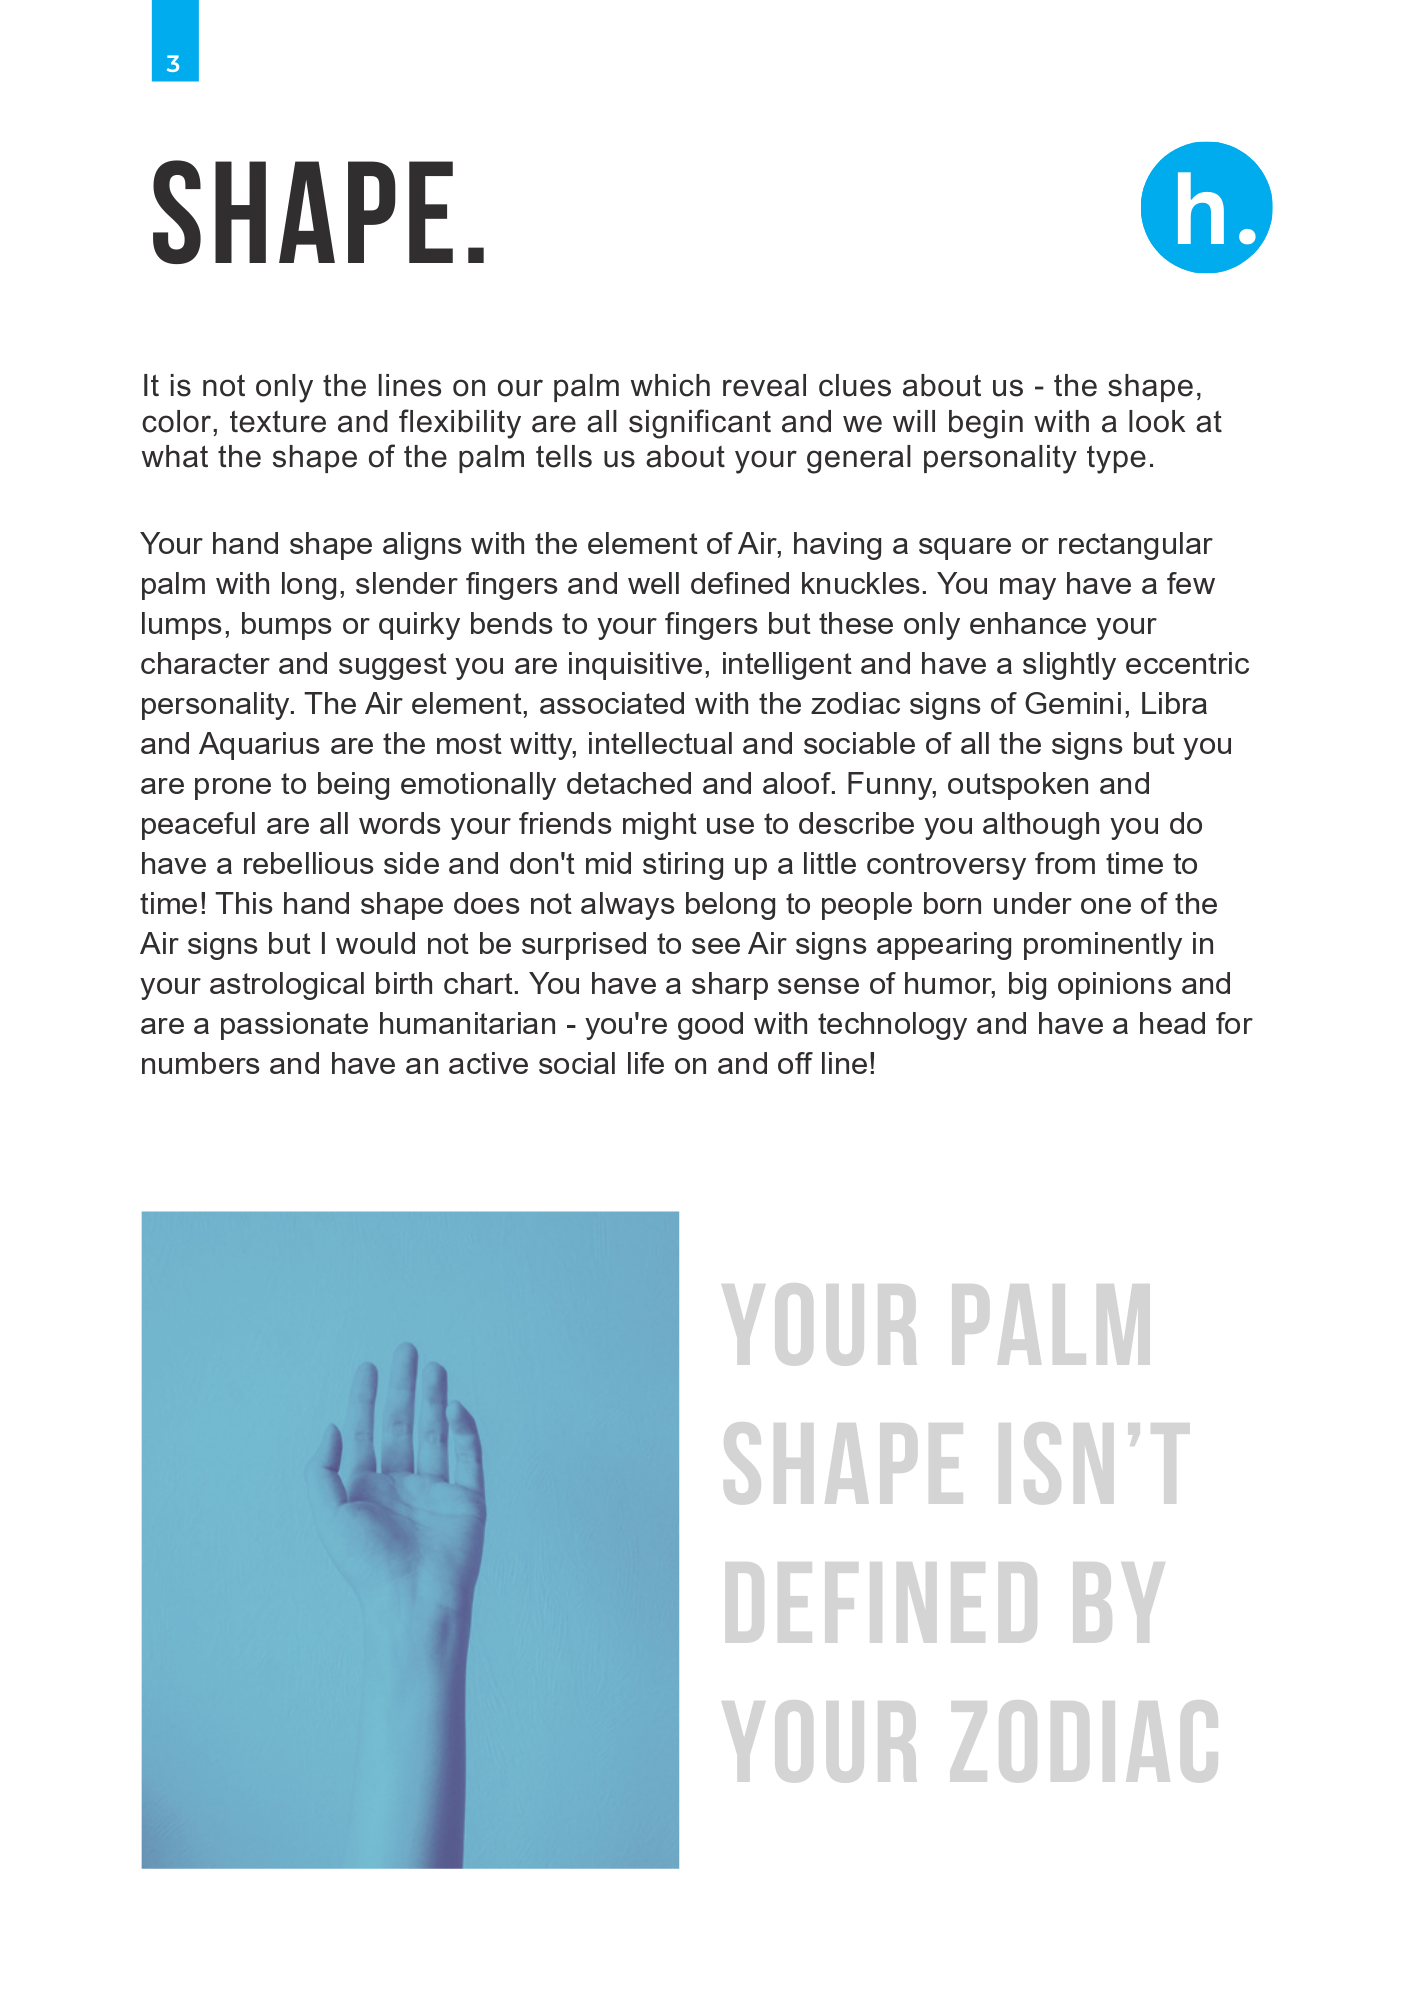 3
SHAPE.
h.
It is not only the lines on our palm which reveal clues about us - the shape,
color, texture and flexibility are all significant and we will begin with a look at
what the shape of the palm tells us about your general personality type.
Your hand shape aligns with the element of Air, having a square or rectangular
palm with long, slender fingers and well defined knuckles. You may have a few
lumps, bumps or quirky bends to your fingers but these only enhance your
character and suggest you are inquisitive, intelligent and have a slightly eccentric
personality. The Air element, associated with the zodiac signs of Gemini, Libra
and Aquarius are the most witty, intellectual and sociable of all the signs but you
are prone to being emotionally detached and aloof. Funny, outspoken and
peaceful are all words your friends might use to describe you although you do
have a rebellious side and don't mid stiring up a little controversy from time to
time! This hand shape does not always belong to people born under one of the
Air signs but I would not be surprised to see Air signs appearing prominently in
your astrological birth chart. You have a sharp sense of humor, big opinions and
are a passionate humanitarian - you're good with technology and have a head for
numbers and have an active social life on and off line!
YOUR PALM
SHAPE ISN’T
DEFINED BY
YOUR ZODIAC